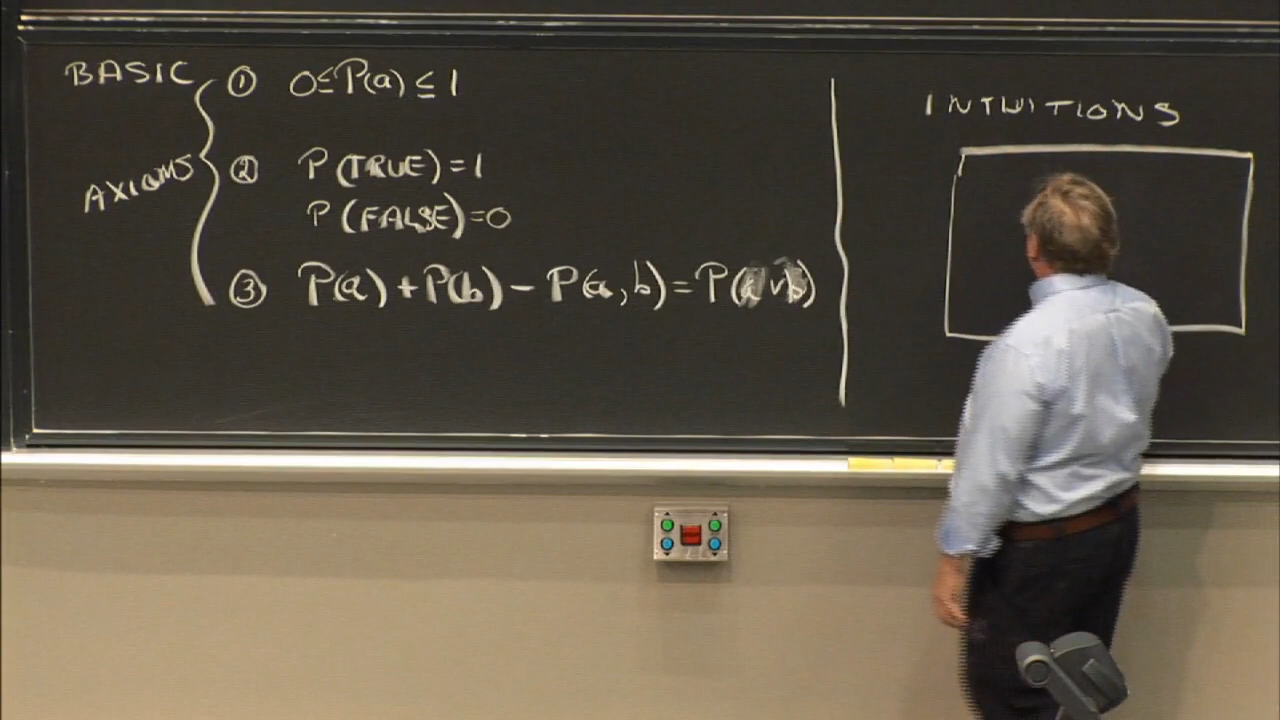 BASIC
AXIOMS
① 0≤P(a)≤1
② P(TRUE)=1
P(FALSE)=0
③ P(a)+P(b)-P(a,b)=P(a∨b)
INTUITIONS